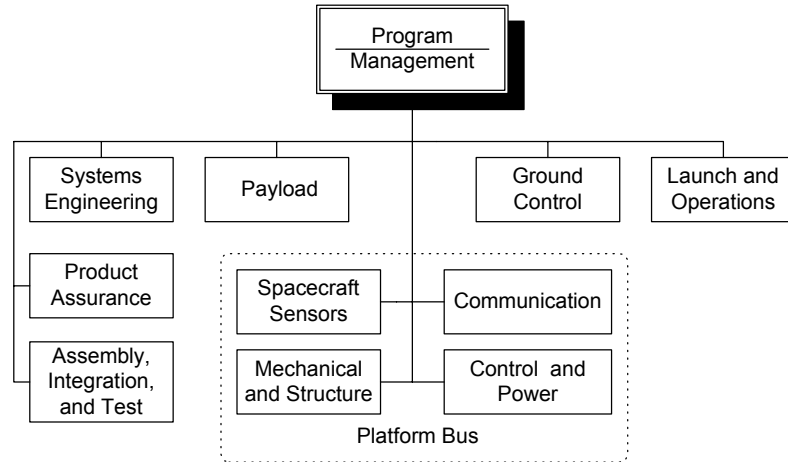 Program
Management
Systems
Engineering
Payload
Ground
Control
Launch and
Operations
Product
Assurance
Assembly,
Integration,
and Test
Spacecraft
Sensors
Communication
Mechanical
and Structure
Control and
Power
Platform Bus